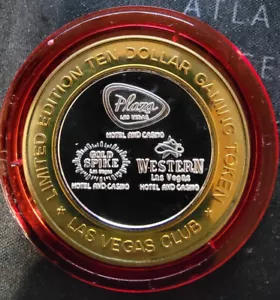 ATLA
LIMITED EDITION TEN DOLLAR GAMING TOKEN
Plaza
LAS VEGAS
HOTEL AND CASINO
GOLD
SPIKE
Las Vegas
HOTEL AND CASINO
WESTERN
Las Vegas
HOTEL AND CASINO
LAS VEGAS CLUB